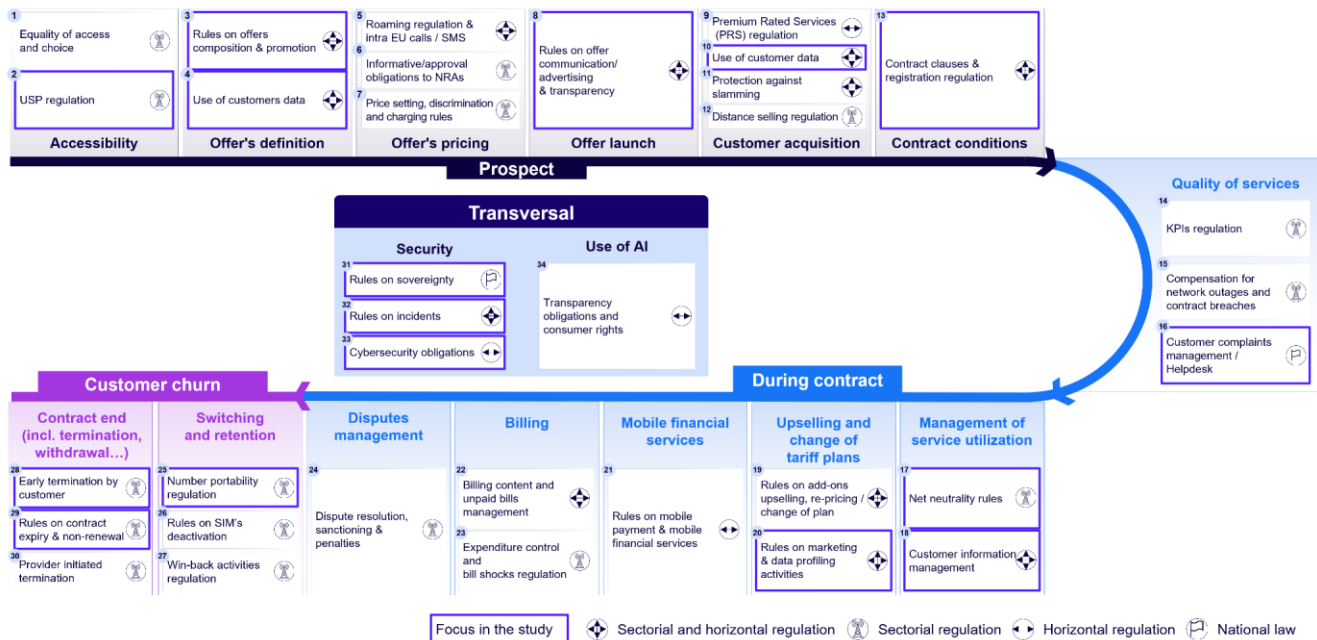 1
Equality of access
and choice
2
USP regulation
Accessibility
3
Rules on offers
composition & promotion
4
Use of customers data
Offer's definition
5
Roaming regulation &
intra EU calls / SMS
6
Informative/approval
obligations to NRAs
7
Price setting, discrimination
and charging rules
Offer's pricing
8
Rules on offer
communication/
advertising
& transparency
Offer launch
9
Premium Rated Services
(PRS) regulation
10
Use of customer data
11
Protection against
slamming
12
Distance selling regulation
Customer acquisition
13
Contract clauses &
registration regulation
Contract conditions
Prospect
Quality of services
14
KPIs regulation
15
Compensation for
network outages and
contract breaches
16
Customer complaints
management /
Helpdesk
Transversal
Security
31
Rules on sovereignty
32
Rules on incidents
33
Cybersecurity obligations
Use of AI
34
Transparency
obligations and
consumer rights
Customer churn
During contract
Contract end
(incl. termination,
withdrawal…)
28
Early termination by
customer
29
Rules on contract
expiry & non-renewal
30
Provider initiated
termination
Switching
and retention
25
Number portability
regulation
26
Rules on SIM's
deactivation
27
Win-back activities
regulation
Disputes
management
24
Dispute resolution,
sanctioning &
penalties
Billing
22
Billing content and
unpaid bills
management
23
Expenditure control
and
bill shocks regulation
Mobile financial
services
21
Rules on mobile
payment & mobile
financial services
Upselling and
change of
tariff plans
19
Rules on add-ons
upselling, re-pricing /
change of plan
20
Rules on marketing
& data profiling
activities
Management of
service utilization
17
Net neutrality rules
18
Customer information
management
Focus in the study
Sectorial and horizontal regulation
Sectorial regulation
Horizontal regulation
National law